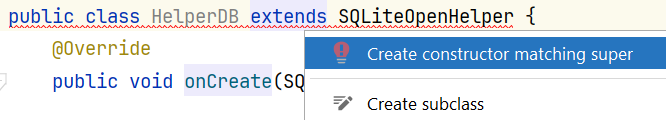 public class HelperDB extends SQLiteOpenHelper {
@Override
Create constructor matching super
public void onCreate(SQ
Create subclass